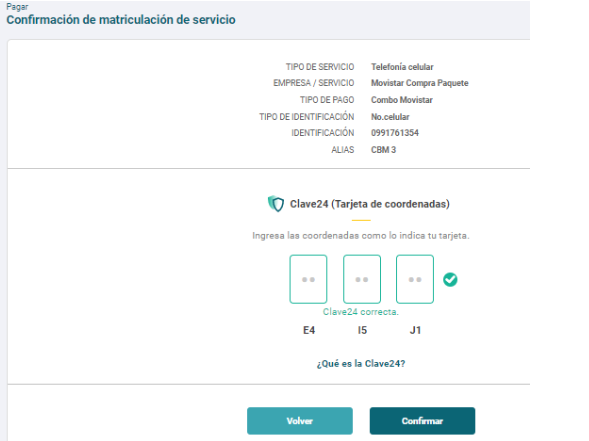 Pagar
Confirmación de matriculación de servicio
TIPO DE SERVICIO Telefonía celular
EMPRESA / SERVICIO Movistar Compra Paquete
TIPO DE PAGO Combo Movistar
TIPO DE IDENTIFICACIÓN No.celular
IDENTIFICACIÓN 0991761354
ALIAS CBM 3
Clave24 (Tarjeta de coordenadas)
Ingresa las coordenadas como lo indica tu tarjeta.
Clave24 correcta.
E4 I5 J1
¿Qué es la Clave24?
Volver Confirmar